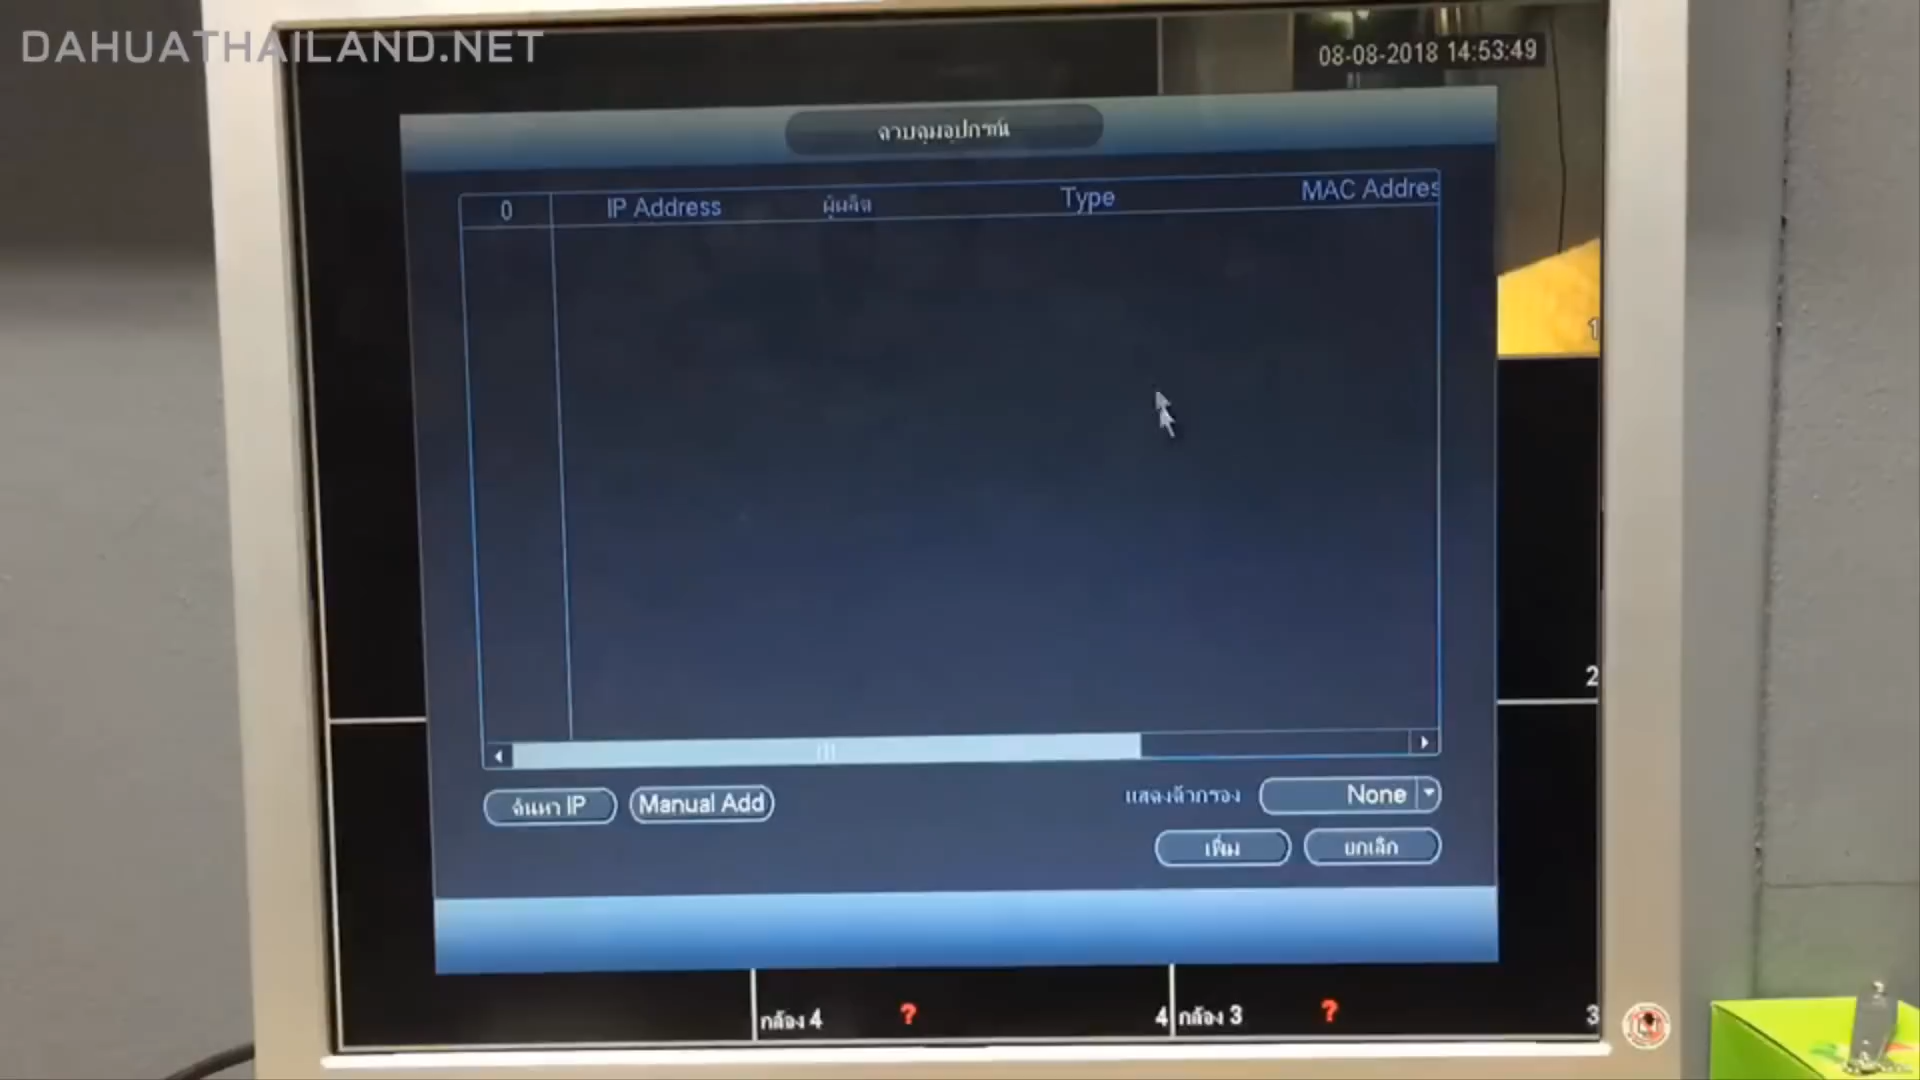 DAHUATHAILAND.NET
08-08-2018 14:53:49
ควบคุมอุปกรณ์
0 IP Address ผู้ผลิต Type MAC Addres
1
2
ค้นหา IP Manual Add แสดงตัวกรอง None
เพิ่ม ยกเลิก
กล้อง 4 ? 4 กล้อง 3 ? 3